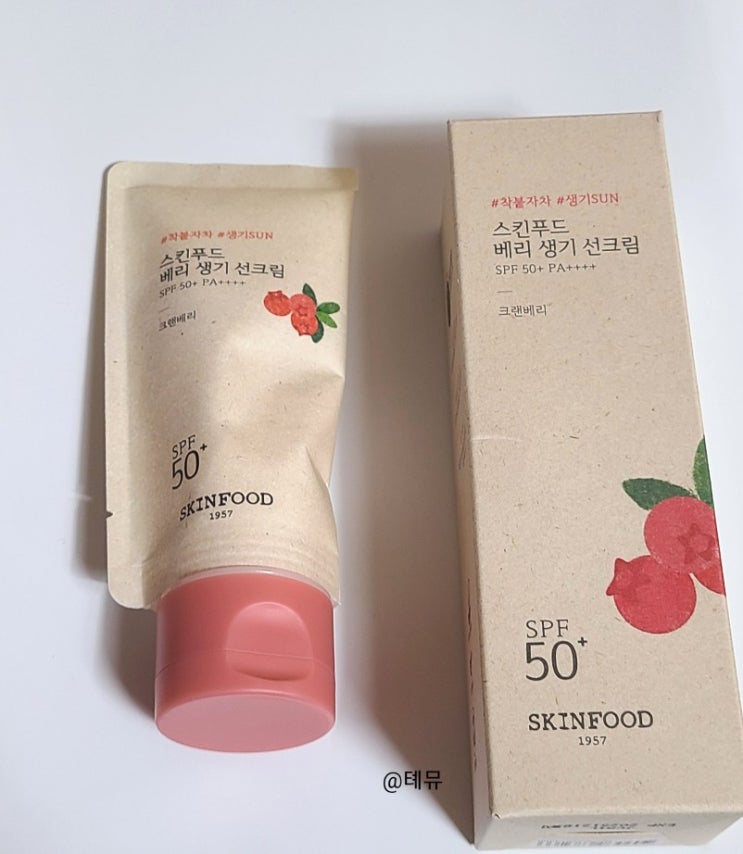 #착붙자차 #생기SUN
스킨푸드
베리 생기 선크림
SPF 50+ PA++++
크랜베리
SPF
50+
SKINFOOD
1957
#착붙자차 #생기SUN
스킨푸드
베리 생기 선크림
SPF 50+ PA++++
크랜베리
SPF
50+
SKINFOOD
1957
@톄뮤